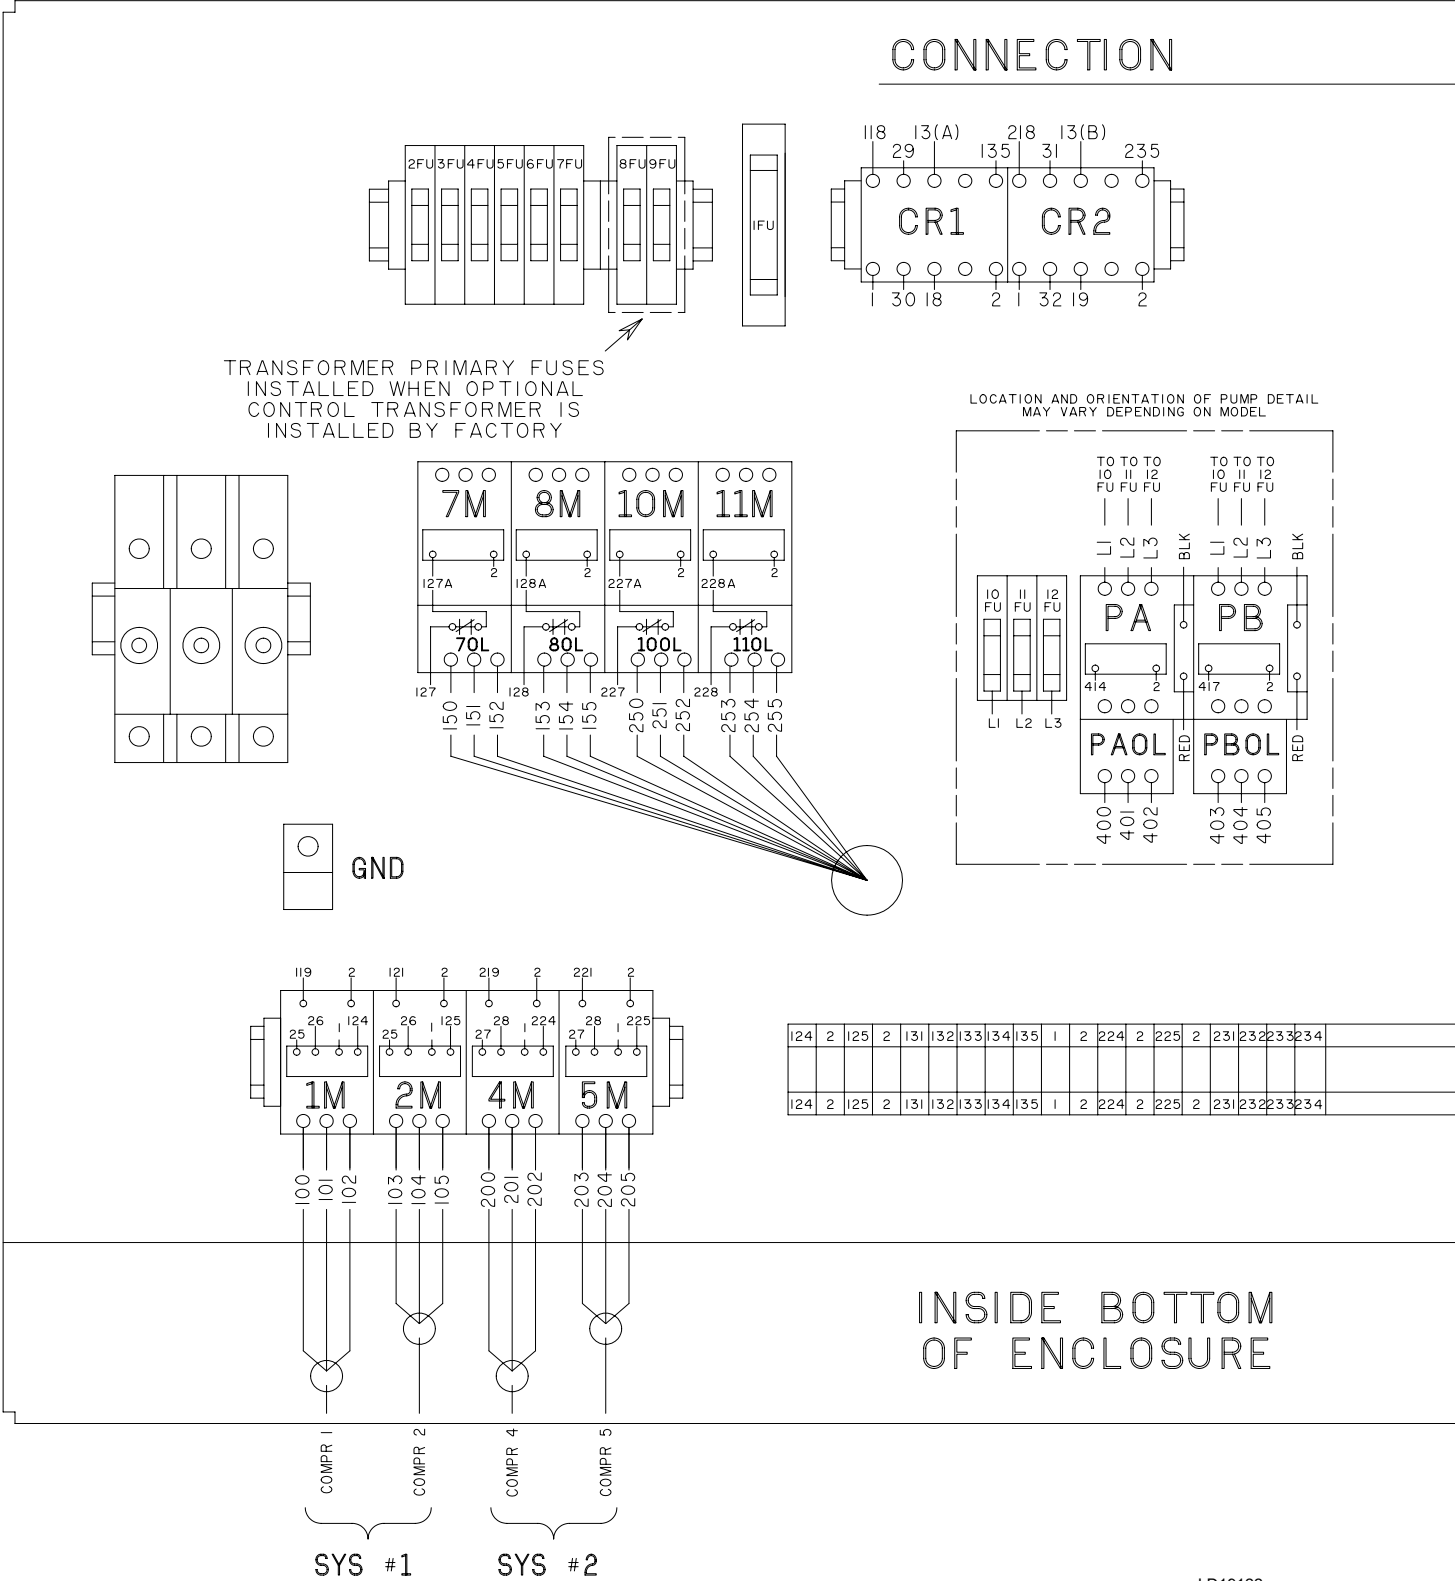 CONNECTION
118 13(A) 218 13(B)
29 135 31 235
2FU 3FU 4FU 5FU 6FU 7FU 8FU 9FU
1FU
CR1 CR2
1 30 18 2 1 32 19 2
TRANSFORMER PRIMARY FUSES
INSTALLED WHEN OPTIONAL
CONTROL TRANSFORMER IS
INSTALLED BY FACTORY
LOCATION AND ORIENTATION OF PUMP DETAIL
MAY VARY DEPENDING ON MODEL
TO TO TO TO TO TO
10 11 12 10 11 12
FU FU FU FU FU FU
L1 L2 L3 BLK L1 L2 L3 BLK
7M 8M 10M 11M
2 2 2 2
127A 128A 227A 228A
7OL 8OL 10OL 11OL
127 128 227 228
150 151 152 153 154 155 250 251 252 253 254 255
10 11 12
FU FU FU
PA PB
414 2 417 2
L1 L2 L3
PAOL RED PBOL RED
400 401 402 403 404 405
GND
119 2 121 2 219 2 221 2
26 1 124 26 1 125 28 1 224 28 1 225
25 25 27 27
1M 2M 4M 5M
124 2 125 2 131 132 133 134 135 1 2 224 2 225 2 231 232 233 234
124 2 125 2 131 132 133 134 135 1 2 224 2 225 2 231 232 233 234
100 101 102 103 104 105 200 201 202 203 204 205
INSIDE BOTTOM
OF ENCLOSURE
COMPR 1 COMPR 2 COMPR 4 COMPR 5
SYS #1 SYS #2